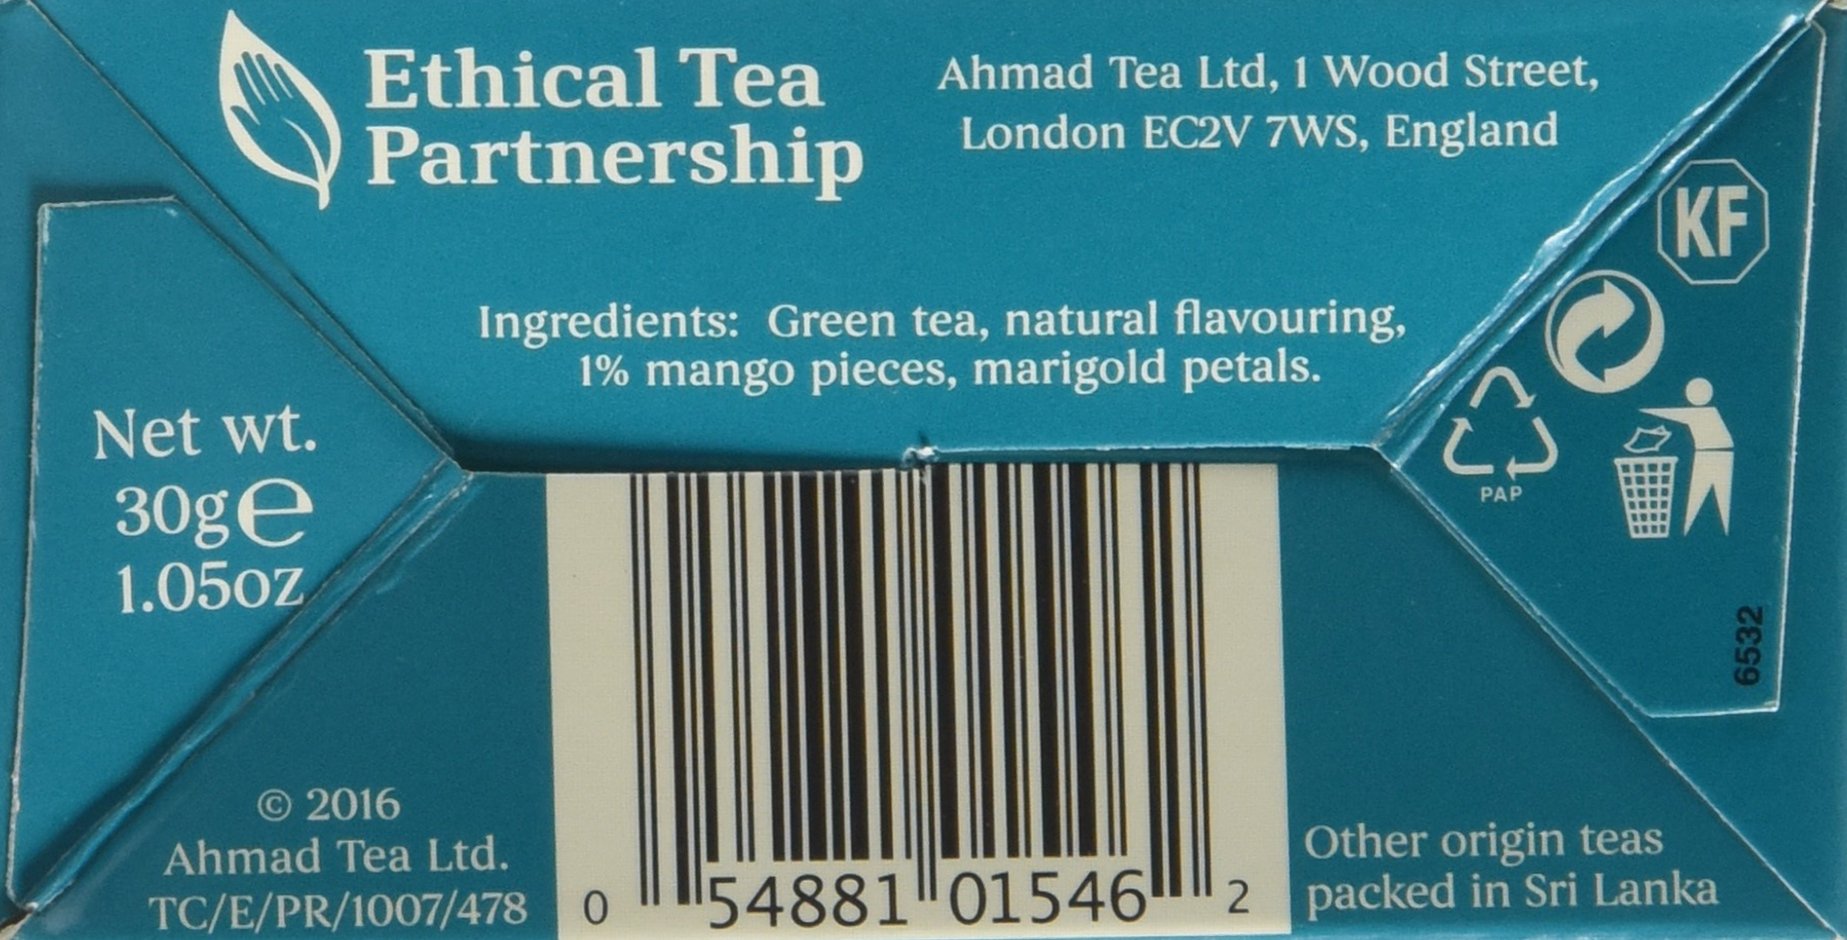 Ethical Tea
Partnership
Ahmad Tea Ltd, 1 Wood Street,
London EC2V 7WS, England
KF
Ingredients: Green tea, natural flavouring,
1% mango pieces, marigold petals.
Net wt.
30g℮
1.05oz
PAP
6532
© 2016
Ahmad Tea Ltd.
TC/E/PR/1007/478
0 54881 01546 2
Other origin teas
packed in Sri Lanka